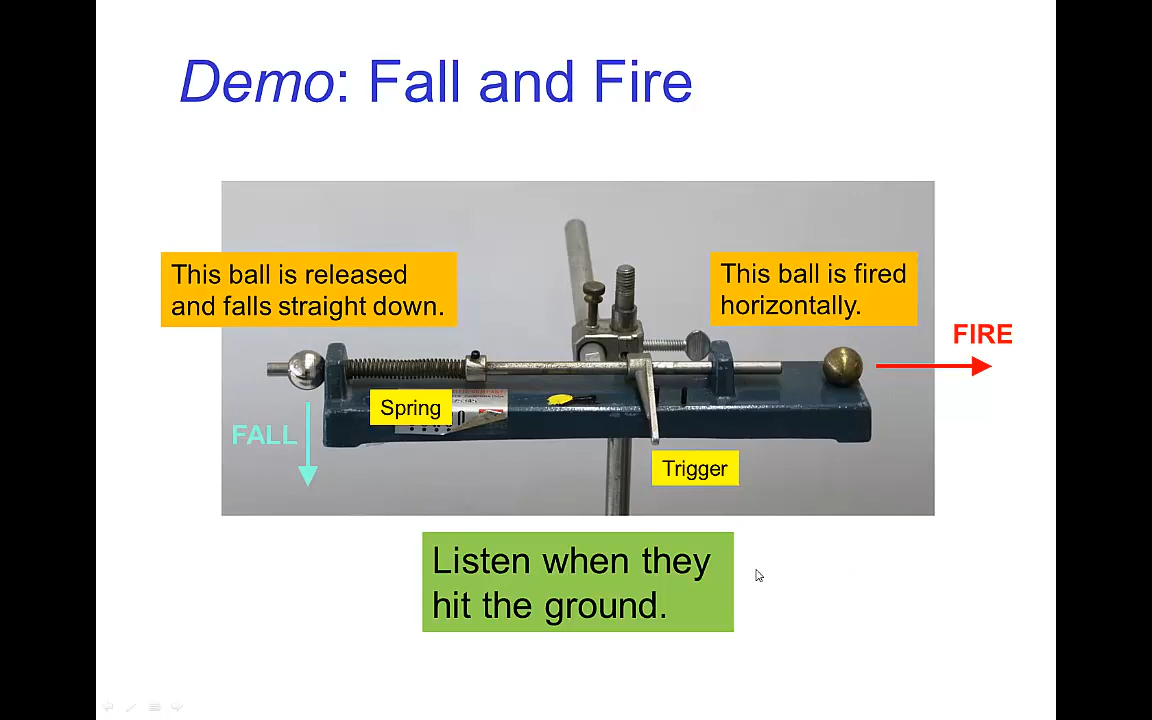 Demo: Fall and Fire
This ball is released
and falls straight down.
This ball is fired
horizontally.
FIRE
Spring
FALL
Trigger
Listen when they
hit the ground.